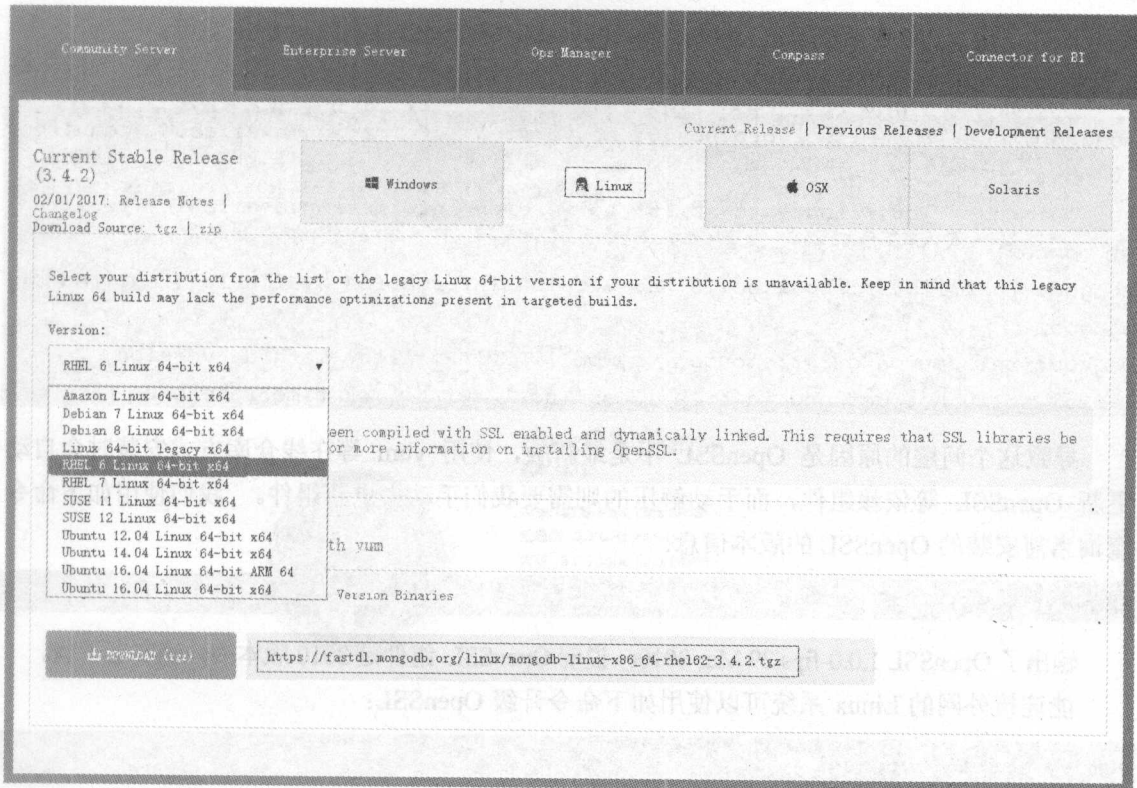 Community Server
Enterprise Server
Ops Manager
Compass
Connector for BI
Current Release | Previous Releases | Development Releases
Current Stable Release
(3.4.2)
02/01/2017: Release Notes |
Changelog
Download Source: tgz | zip
Windows
Linux
OSX
Solaris
Select your distribution from the list or the legacy Linux 64-bit version if your distribution is unavailable. Keep in mind that this legacy
Linux 64 build may lack the performance optimizations present in targeted builds.
Version:
RHEL 6 Linux 64-bit x64
Amazon Linux 64-bit x64
Debian 7 Linux 64-bit x64
Debian 8 Linux 64-bit x64
Linux 64-bit legacy x64
RHEL 6 Linux 64-bit x64
RHEL 7 Linux 64-bit x64
SUSE 11 Linux 64-bit x64
SUSE 12 Linux 64-bit x64
Ubuntu 12.04 Linux 64-bit x64
Ubuntu 14.04 Linux 64-bit x64
Ubuntu 16.04 Linux 64-bit ARM 64
Ubuntu 16.04 Linux 64-bit x64
een compiled with SSL enabled and dynamically linked. This requires that SSL libraries be
or more information on installing OpenSSL.
th yum
Version Binaries
DOWNLOAD (tgz)
https://fastdl.mongodb.org/linux/mongodb-linux-x86_64-rhel62-3.4.2.tgz